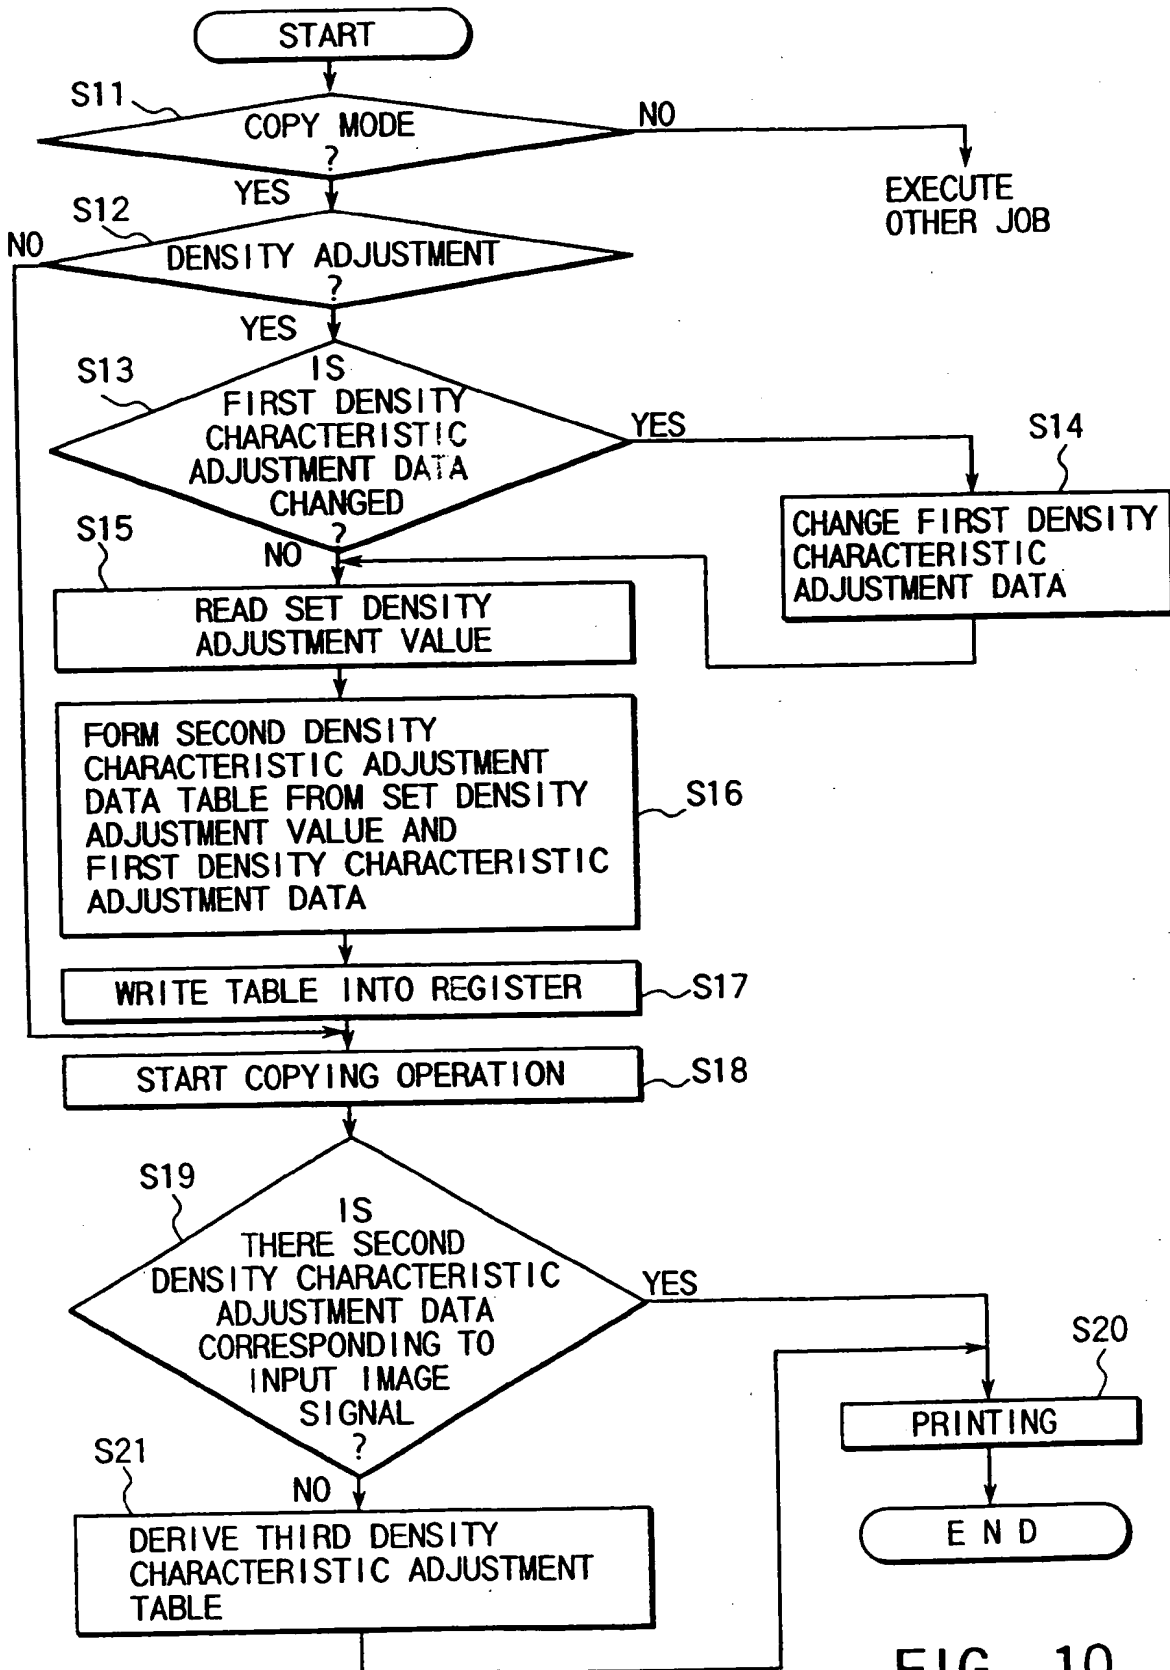 START
S11
COPY MODE
?
NO
EXECUTE
OTHER JOB
YES
S12
NO
DENSITY ADJUSTMENT
?
YES
S13
IS
FIRST DENSITY
CHARACTERISTIC
ADJUSTMENT DATA
CHANGED
?
YES
S14
CHANGE FIRST DENSITY
CHARACTERISTIC
ADJUSTMENT DATA
NO
S15
READ SET DENSITY
ADJUSTMENT VALUE
FORM SECOND DENSITY
CHARACTERISTIC ADJUSTMENT
DATA TABLE FROM SET DENSITY
ADJUSTMENT VALUE AND
FIRST DENSITY CHARACTERISTIC
ADJUSTMENT DATA
S16
WRITE TABLE INTO REGISTER
S17
START COPYING OPERATION
S18
S19
IS
THERE SECOND
DENSITY CHARACTERISTIC
ADJUSTMENT DATA
CORRESPONDING TO
INPUT IMAGE
SIGNAL
?
YES
S20
PRINTING
END
NO
S21
DERIVE THIRD DENSITY
CHARACTERISTIC ADJUSTMENT
TABLE
FIG. 10